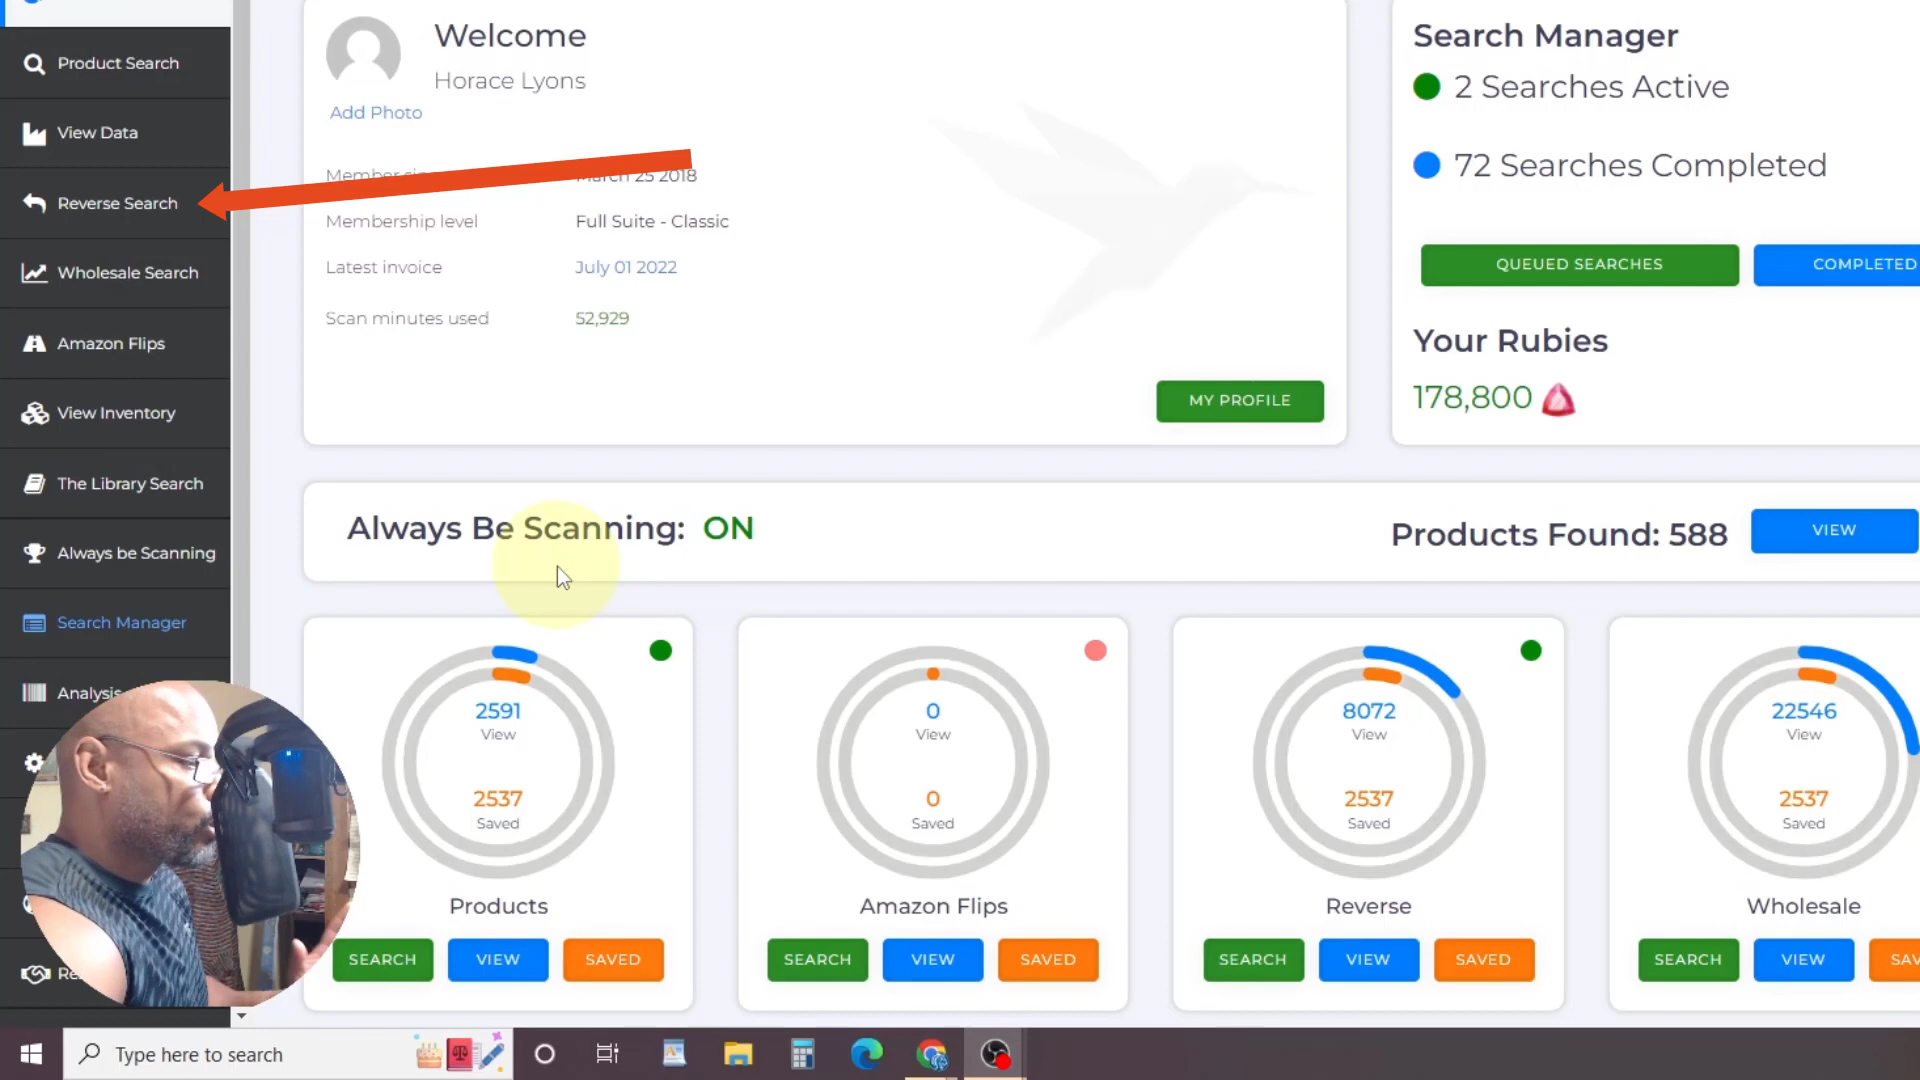 Product Search
View Data
Reverse Search
Wholesale Search
Amazon Flips
View Inventory
The Library Search
Always be Scanning
Search Manager
Analysis
Welcome
Horace Lyons
Add Photo
March 25 2018
Membership level Full Suite - Classic
Latest invoice July 01 2022
Scan minutes used 52,929
MY PROFILE
Search Manager
2 Searches Active
72 Searches Completed
QUEUED SEARCHES COMPLETED
Your Rubies
178,800
Always Be Scanning: ON
Products Found: 588 VIEW
2591
View
2537
Saved
Products
SEARCH VIEW SAVED
0
View
0
Saved
Amazon Flips
SEARCH VIEW SAVED
8072
View
2537
Saved
Reverse
SEARCH VIEW SAVED
22546
View
2537
Saved
Wholesale
SEARCH VIEW
Type here to search